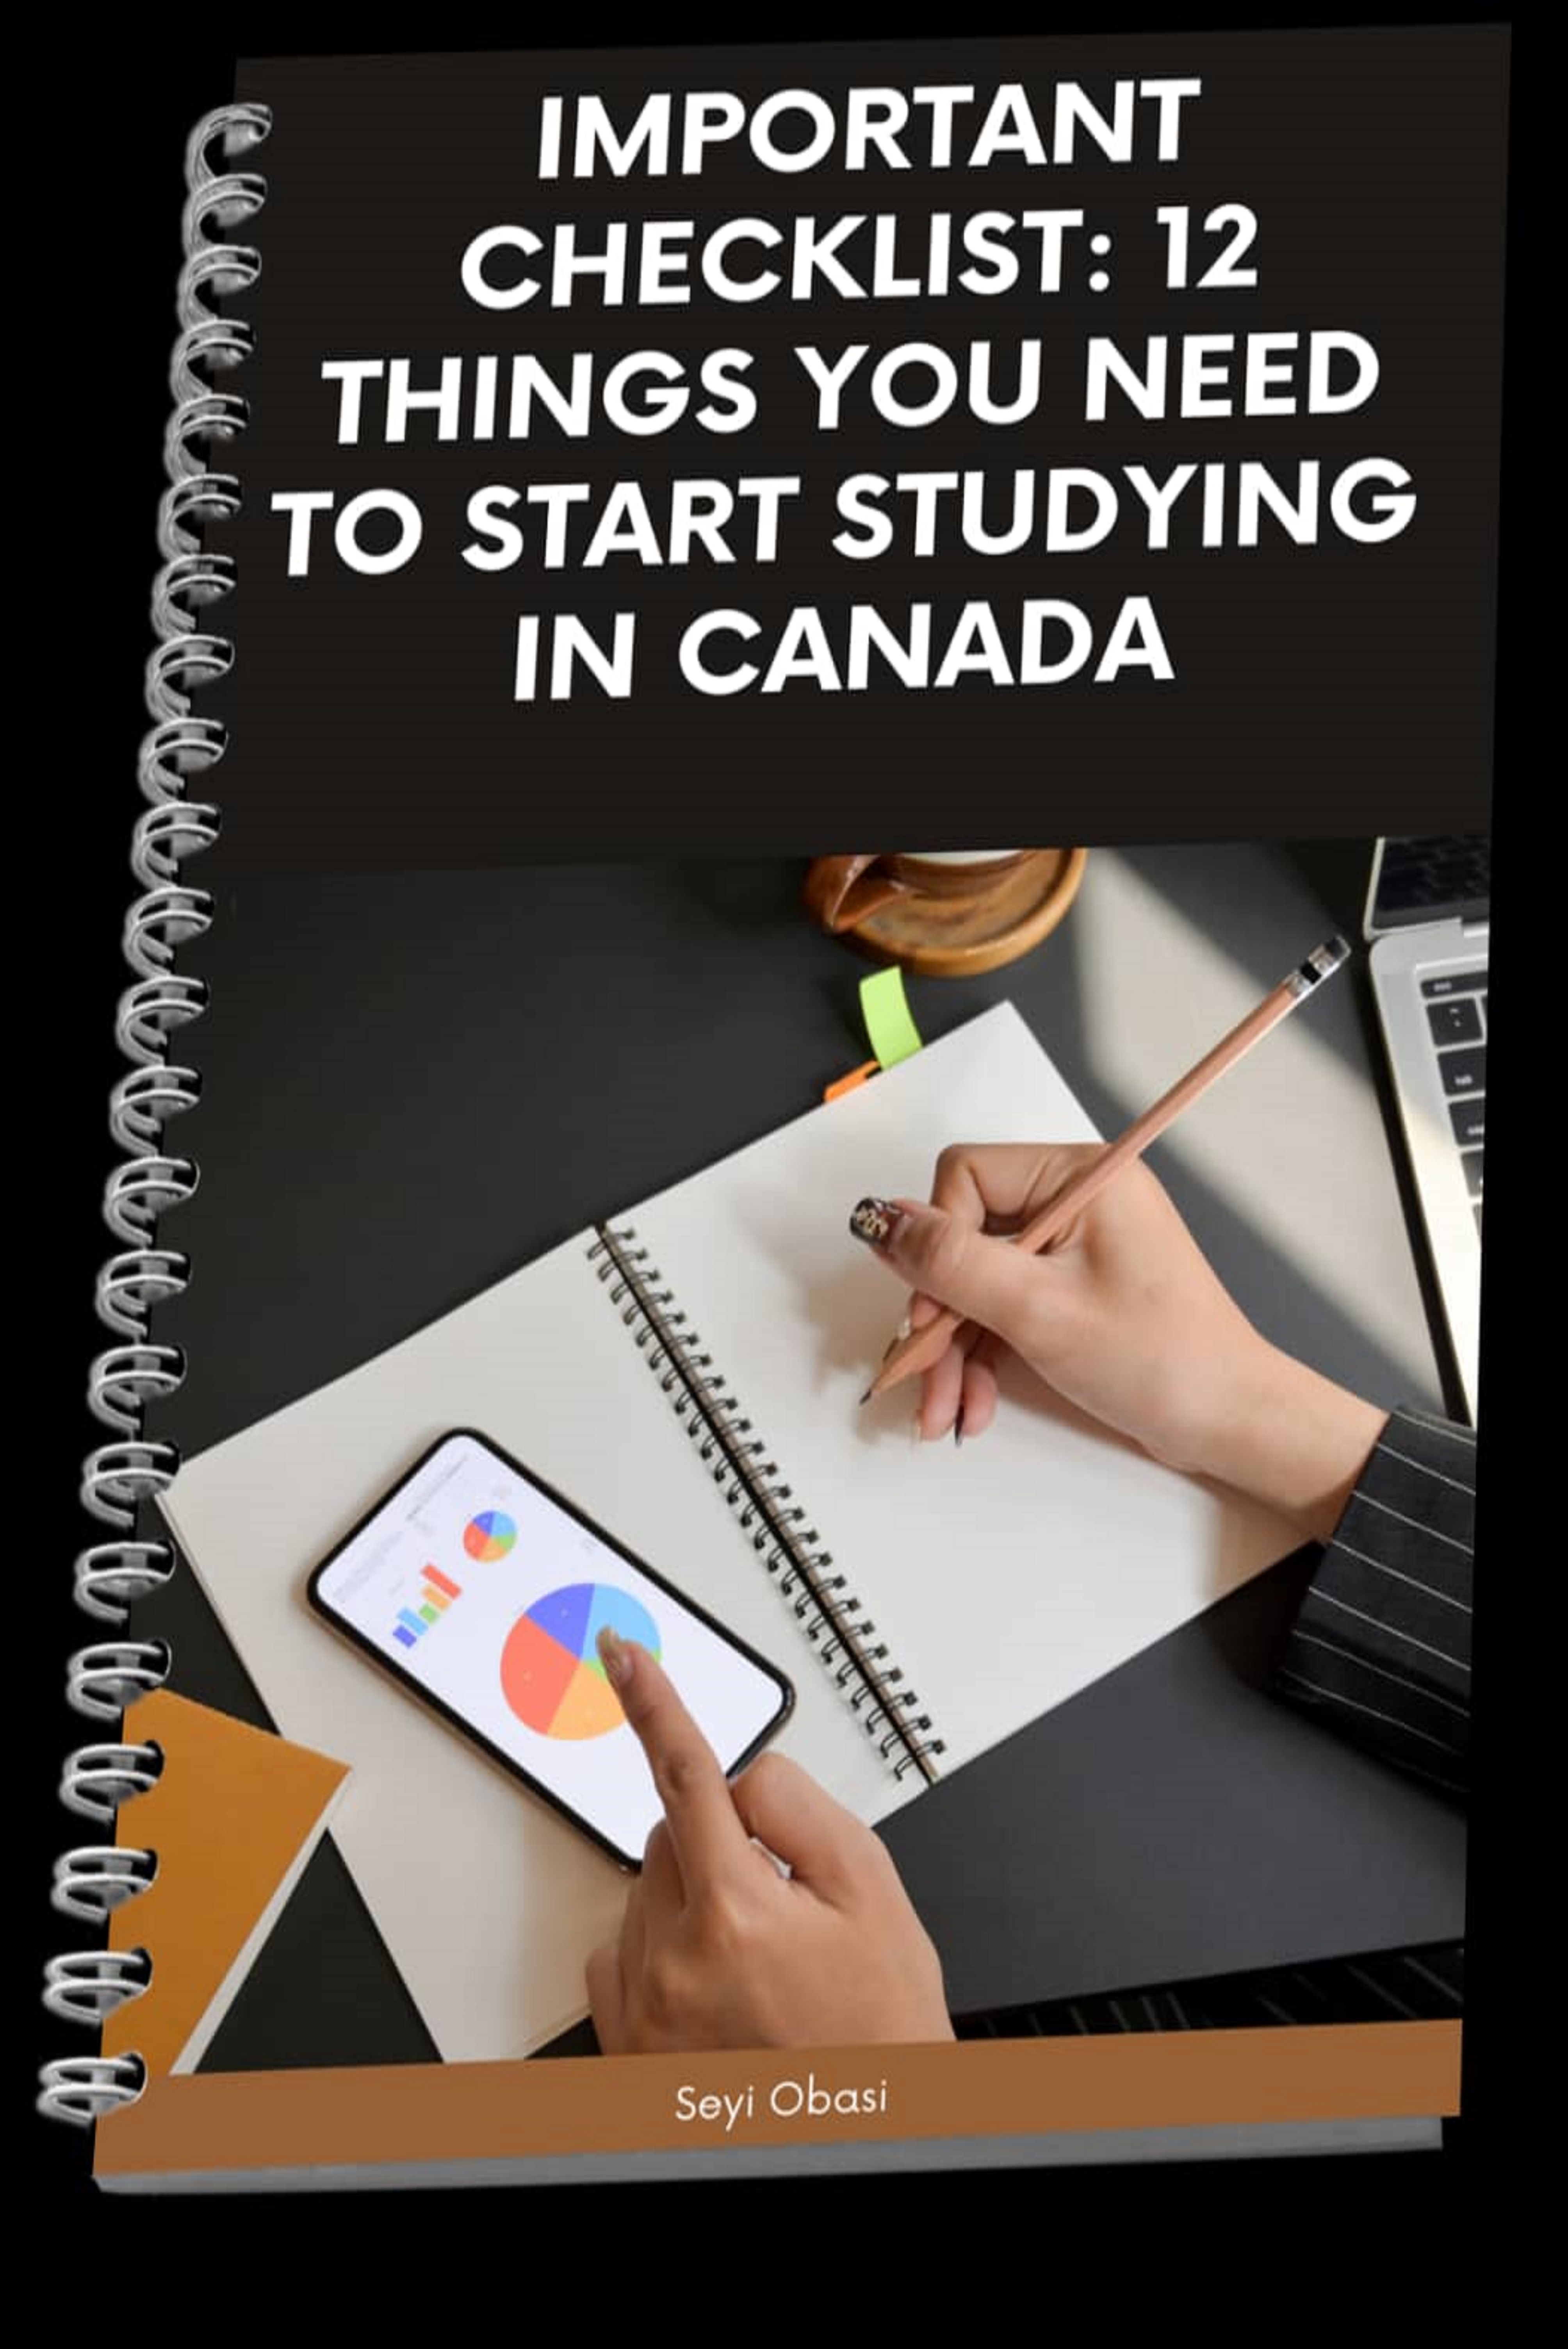 IMPORTANT
CHECKLIST: 12
THINGS YOU NEED
TO START STUDYING
IN CANADA
Seyi Obasi